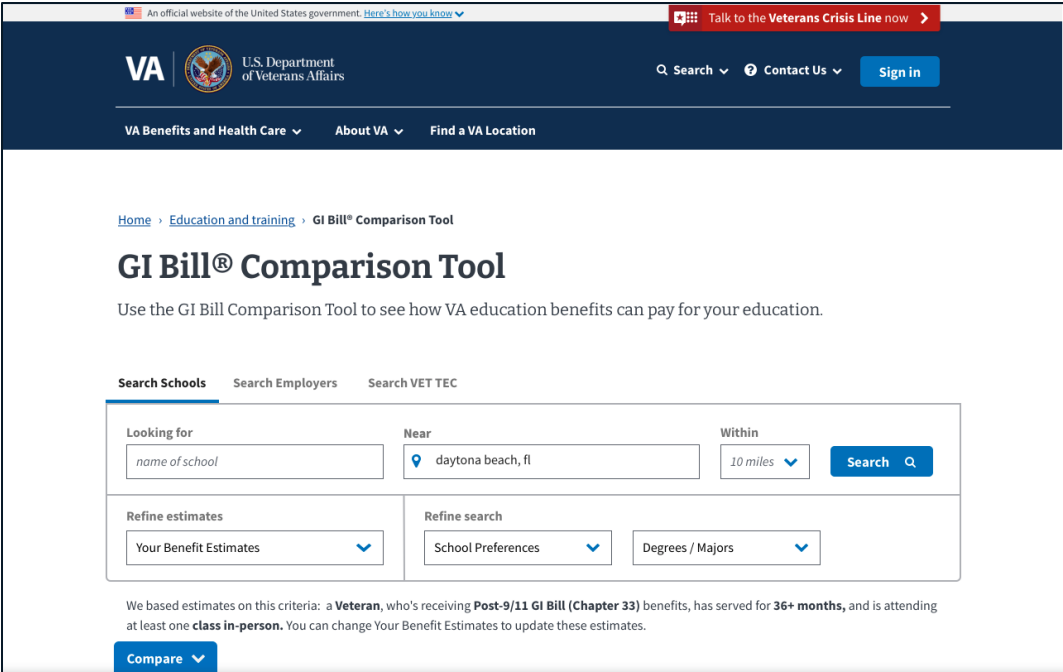 An official website of the United States government. Here's how you know
Talk to the Veterans Crisis Line now
VA
U.S. Department
of Veterans Affairs
Search
Contact Us
Sign in
VA Benefits and Health Care
About VA
Find a VA Location
Home › Education and training › GI Bill® Comparison Tool
GI Bill® Comparison Tool
Use the GI Bill Comparison Tool to see how VA education benefits can pay for your education.
Search Schools
Search Employers
Search VET TEC
Looking for
Near
Within
name of school
daytona beach, fl
10 miles
Search
Refine estimates
Refine search
Your Benefit Estimates
School Preferences
Degrees / Majors
We based estimates on this criteria: a Veteran, who's receiving Post-9/11 GI Bill (Chapter 33) benefits, has served for 36+ months, and is attending
at least one class in-person. You can change Your Benefit Estimates to update these estimates.
Compare